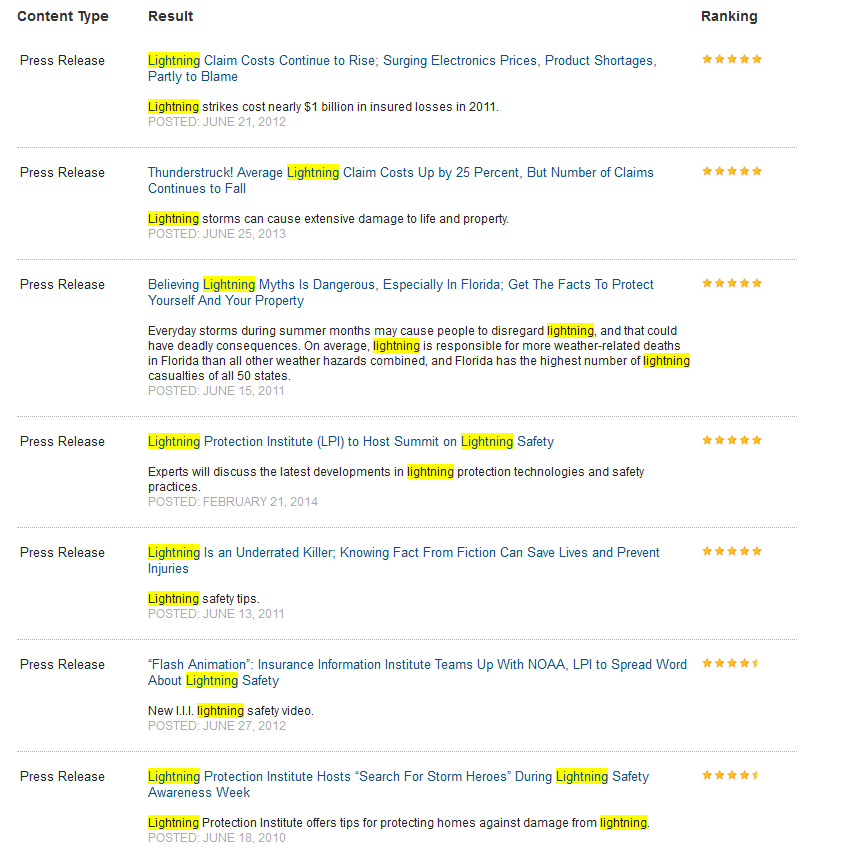 Content Type Result Ranking
Press Release Lightning Claim Costs Continue to Rise; Surging Electronics Prices, Product Shortages,
Partly to Blame
Lightning strikes cost nearly $1 billion in insured losses in 2011.
POSTED: JUNE 21, 2012
Press Release Thunderstruck! Average Lightning Claim Costs Up by 25 Percent, But Number of Claims
Continues to Fall
Lightning storms can cause extensive damage to life and property.
POSTED: JUNE 25, 2013
Press Release Believing Lightning Myths Is Dangerous, Especially In Florida; Get The Facts To Protect
Yourself And Your Property
Everyday storms during summer months may cause people to disregard lightning, and that could
have deadly consequences. On average, lightning is responsible for more weather-related deaths
in Florida than all other weather hazards combined, and Florida has the highest number of lightning
casualties of all 50 states.
POSTED: JUNE 15, 2011
Press Release Lightning Protection Institute (LPI) to Host Summit on Lightning Safety
Experts will discuss the latest developments in lightning protection technologies and safety
practices.
POSTED: FEBRUARY 21, 2014
Press Release Lightning Is an Underrated Killer; Knowing Fact From Fiction Can Save Lives and Prevent
Injuries
Lightning safety tips.
POSTED: JUNE 13, 2011
Press Release “Flash Animation”: Insurance Information Institute Teams Up With NOAA, LPI to Spread Word
About Lightning Safety
New I.I.I. lightning safety video.
POSTED: JUNE 27, 2012
Press Release Lightning Protection Institute Hosts “Search For Storm Heroes” During Lightning Safety
Awareness Week
Lightning Protection Institute offers tips for protecting homes against damage from lightning.
POSTED: JUNE 18, 2010